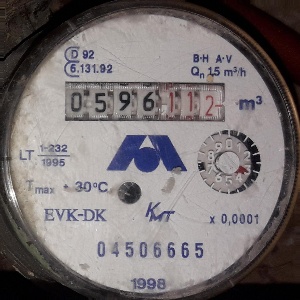 D 92 B·H A·V
6.131.92 Qn 1.5 m³/h
0596112 m³
LT 1-232
1995
Tmax +30°C
EVK-DK x 0,0001
04506665
1998